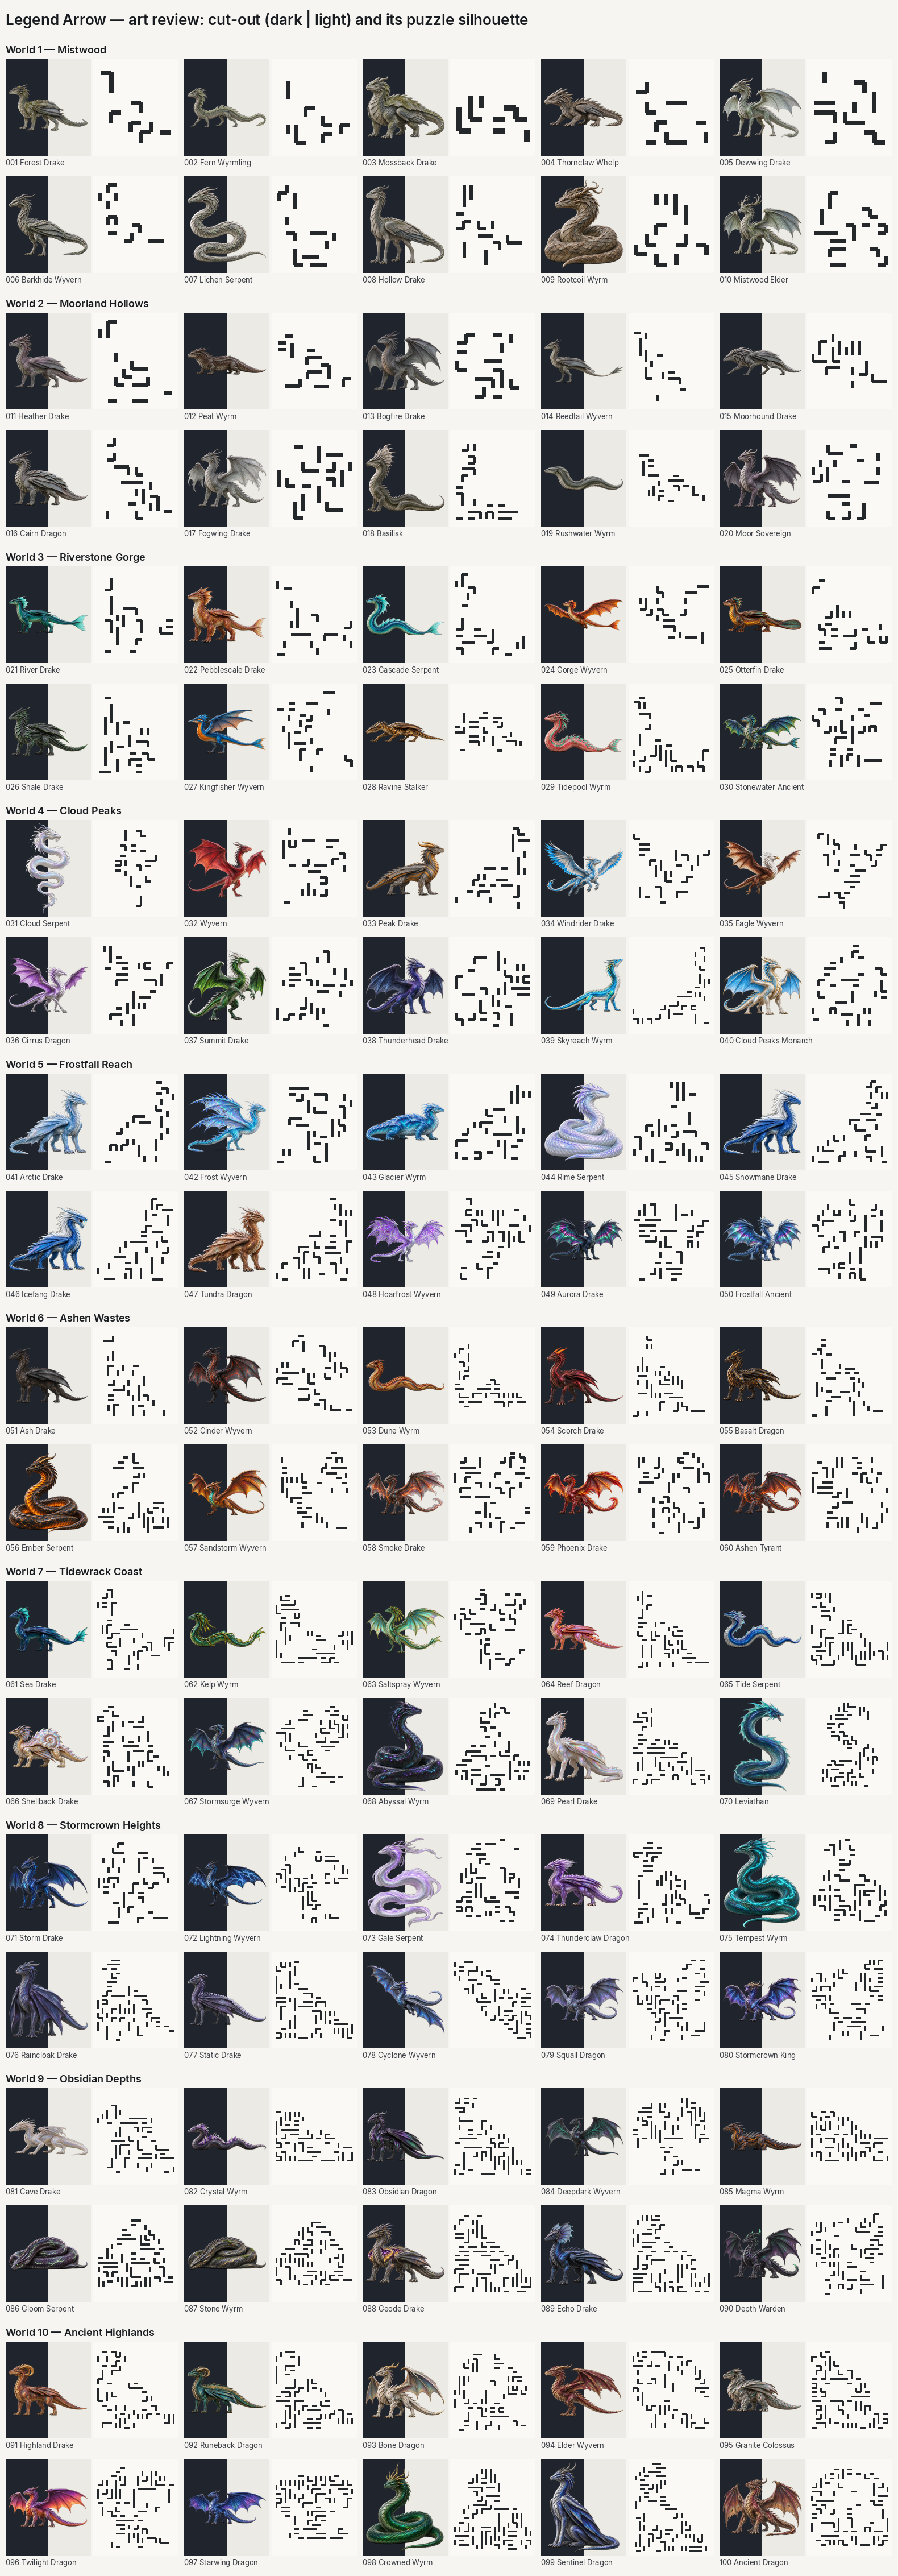 Legend Arrow — art review: cut-out (dark | light) and its puzzle silhouette
World 1 — Mistwood
001 Forest Drake 002 Fern Wyrmling 003 Mossback Drake 004 Thornclaw Whelp 005 Dewwing Drake
006 Barkhide Wyvern 007 Lichen Serpent 008 Hollow Drake 009 Rootcoil Wyrm 010 Mistwood Elder
World 2 — Moorland Hollows
011 Heather Drake 012 Peat Wyrm 013 Bogfire Drake 014 Reedtail Wyvern 015 Moorhound Drake
016 Cairn Dragon 017 Fogwing Drake 018 Basilisk 019 Rushwater Wyrm 020 Moor Sovereign
World 3 — Riverstone Gorge
021 River Drake 022 Pebblescale Drake 023 Cascade Serpent 024 Gorge Wyvern 025 Otterfin Drake
026 Shale Drake 027 Kingfisher Wyvern 028 Ravine Stalker 029 Tidepool Wyrm 030 Stonewater Ancient
World 4 — Cloud Peaks
031 Cloud Serpent 032 Wyvern 033 Peak Drake 034 Windrider Drake 035 Eagle Wyvern
036 Cirrus Dragon 037 Summit Drake 038 Thunderhead Drake 039 Skyreach Wyrm 040 Cloud Peaks Monarch
World 5 — Frostfall Reach
041 Arctic Drake 042 Frost Wyvern 043 Glacier Wyrm 044 Rime Serpent 045 Snowmane Drake
046 Icefang Drake 047 Tundra Dragon 048 Hoarfrost Wyvern 049 Aurora Drake 050 Frostfall Ancient
World 6 — Ashen Wastes
051 Ash Drake 052 Cinder Wyvern 053 Dune Wyrm 054 Scorch Drake 055 Basalt Dragon
056 Ember Serpent 057 Sandstorm Wyvern 058 Smoke Drake 059 Phoenix Drake 060 Ashen Tyrant
World 7 — Tidewrack Coast
061 Sea Drake 062 Kelp Wyrm 063 Saltspray Wyvern 064 Reef Dragon 065 Tide Serpent
066 Shellback Drake 067 Stormsurge Wyvern 068 Abyssal Wyrm 069 Pearl Drake 070 Leviathan
World 8 — Stormcrown Heights
071 Storm Drake 072 Lightning Wyvern 073 Gale Serpent 074 Thunderclaw Dragon 075 Tempest Wyrm
076 Raincloak Drake 077 Static Drake 078 Cyclone Wyvern 079 Squall Dragon 080 Stormcrown King
World 9 — Obsidian Depths
081 Cave Drake 082 Crystal Wyrm 083 Obsidian Dragon 084 Deepdark Wyvern 085 Magma Wyrm
086 Gloom Serpent 087 Stone Wyrm 088 Geode Drake 089 Echo Drake 090 Depth Warden
World 10 — Ancient Highlands
091 Highland Drake 092 Runeback Dragon 093 Bone Dragon 094 Elder Wyvern 095 Granite Colossus
096 Twilight Dragon 097 Starwing Dragon 098 Crowned Wyrm 099 Sentinel Dragon 100 Ancient Dragon